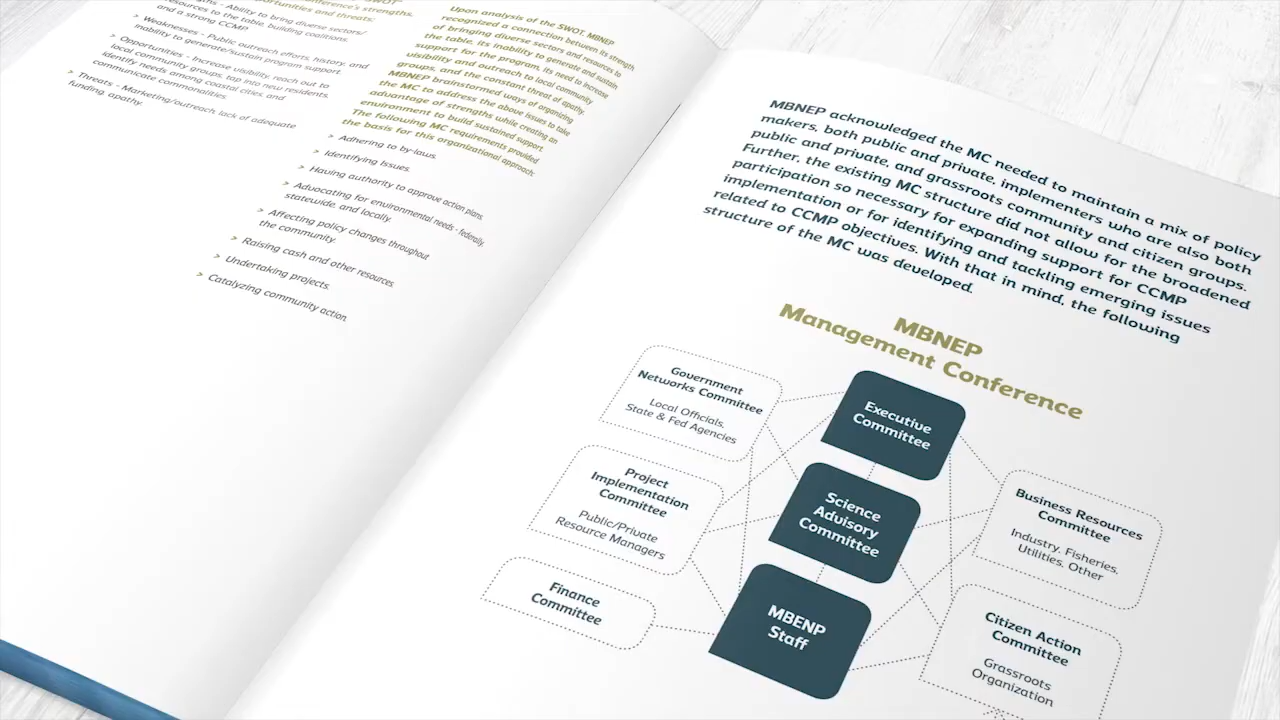 SWOT
Conference's strengths,
opportunities and threats:
Strengths - Ability to bring diverse sectors/
resources to the table, building coalitions,
and a strong CCMP
> Weaknesses - Public outreach efforts, history, and
inability to generate/sustain program support.
> Opportunities - Increase visibility, reach out to
local community groups, tap into new residents,
identify needs among coastal cities, and
communicate commonalities.
> Threats - Marketing/outreach, lack of adequate
funding, apathy.
Upon analysis of the SWOT, MBNEP
recognized a connection between its strength
of bringing diverse sectors and resources to
the table, its inability to generate and sustain
support for the program, its need to increase
visibility and outreach to local community
groups, and the constant threat of apathy.
MBNEP brainstormed ways of organizing
the MC to address the above issues to take
advantage of strengths while creating an
environment to build sustained support.
The following MC requirements provided
the basis for this organizational approach:
> Adhering to by-laws.
> Identifying Issues.
> Having authority to approve action plans.
> Advocating for environmental needs - federally,
statewide, and locally.
> Affecting policy changes throughout
the community.
> Raising cash and other resources.
> Undertaking projects.
> Catalyzing community action.
MBNEP acknowledged the MC needed to maintain a mix of policy
makers, both public and private, implementers who are also both
public and private, and grassroots community and citizen groups.
Further, the existing MC structure did not allow for the broadened
participation so necessary for expanding support for CCMP
implementation or for identifying and tackling emerging issues
related to CCMP objectives. With that in mind, the following
structure of the MC was developed.
MBNEP
Management Conference
Government
Networks Committee
Local Officials,
State & Fed Agencies
Executive
Committee
Project
Implementation
Committee
Public/Private
Resource Managers
Science
Advisory
Committee
Business Resources
Committee
Industry, Fisheries,
Utilities, Other
Finance
Committee
MBENP
Staff
Citizen Action
Committee
Grassroots
Organization